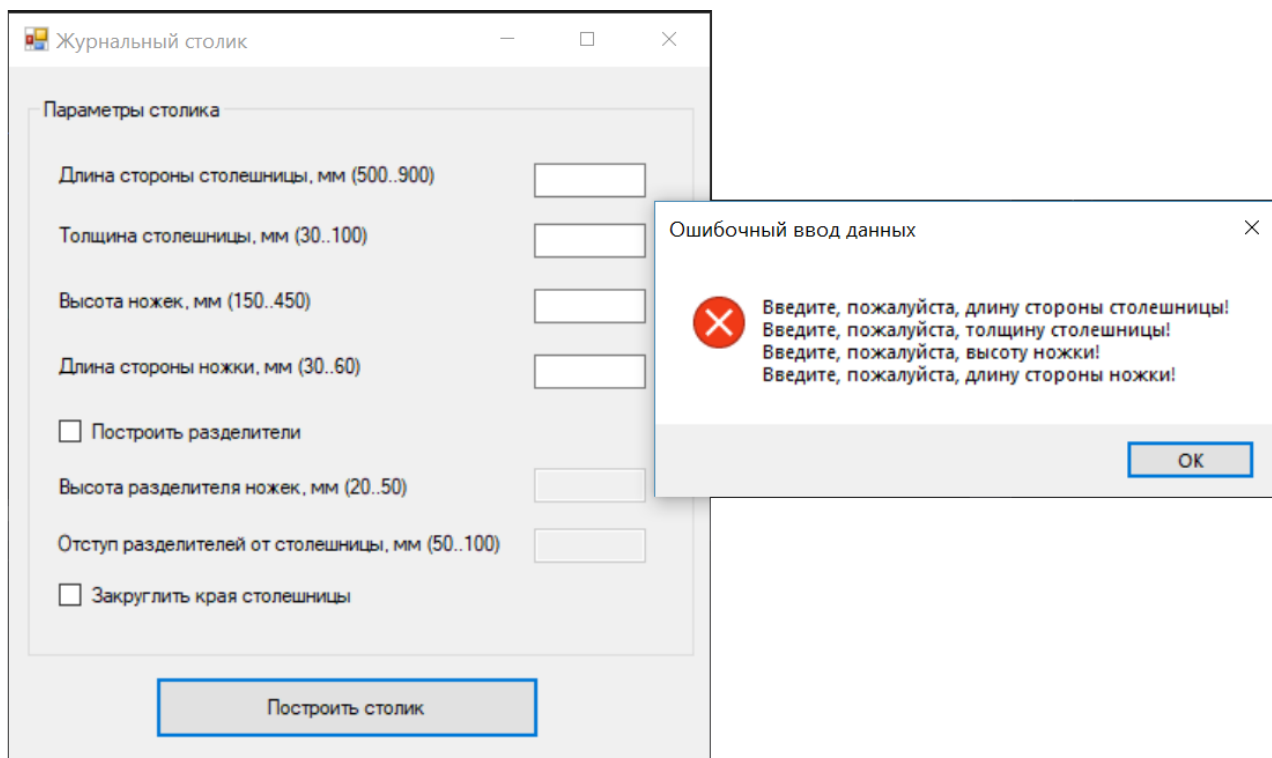 Журнальный столик
Параметры столика
Длина стороны столешницы, мм (500..900)
Толщина столешницы, мм (30..100)
Высота ножек, мм (150..450)
Длина стороны ножки, мм (30..60)
Построить разделители
Высота разделителя ножек, мм (20..50)
Отступ разделителей от столешницы, мм (50..100)
Закруглить края столешницы
Построить столик
Ошибочный ввод данных
Введите, пожалуйста, длину стороны столешницы!
Введите, пожалуйста, толщину столешницы!
Введите, пожалуйста, высоту ножки!
Введите, пожалуйста, длину стороны ножки!
OK